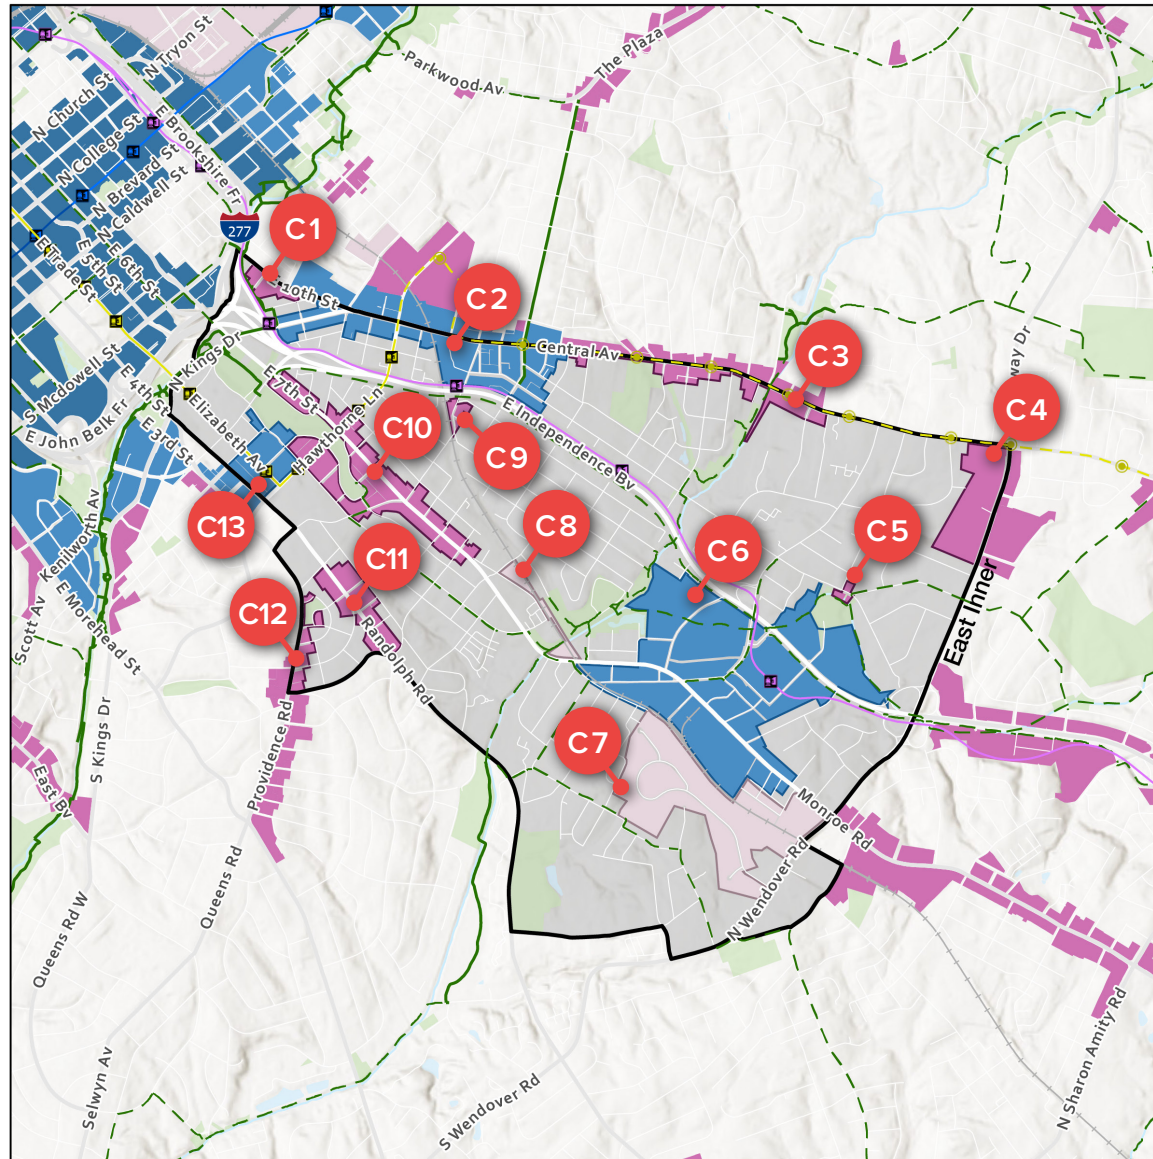 N Tryon St
Parkwood Av
The Plaza
N Church St
N College St
E Brookshire Fr
N Brevard St
N Caldwell St
277
C1
E 6th St
E 5th St
E Trade St
E 10th St
C2
Central Av
C3
way Dr
C4
N Kings Dr
S Mcdowell St
E 4th St
E John Belk Fr
E 3rd St
Elizabeth Av
E 7th St
Hawthorne Ln
C10
E Independence Bv
C9
C13
C8
C11
C6
C5
C12
Kenilworth Av
Scott Av
E Morehead St
Randolph Rd
East Inner
S Kings Dr
Providence Rd
C7
East Bv
Monroe Rd
N Wendover Rd
Queens Rd
Queens Rd W
Selwyn Av
S Wendover Rd
N Sharon Amity Rd